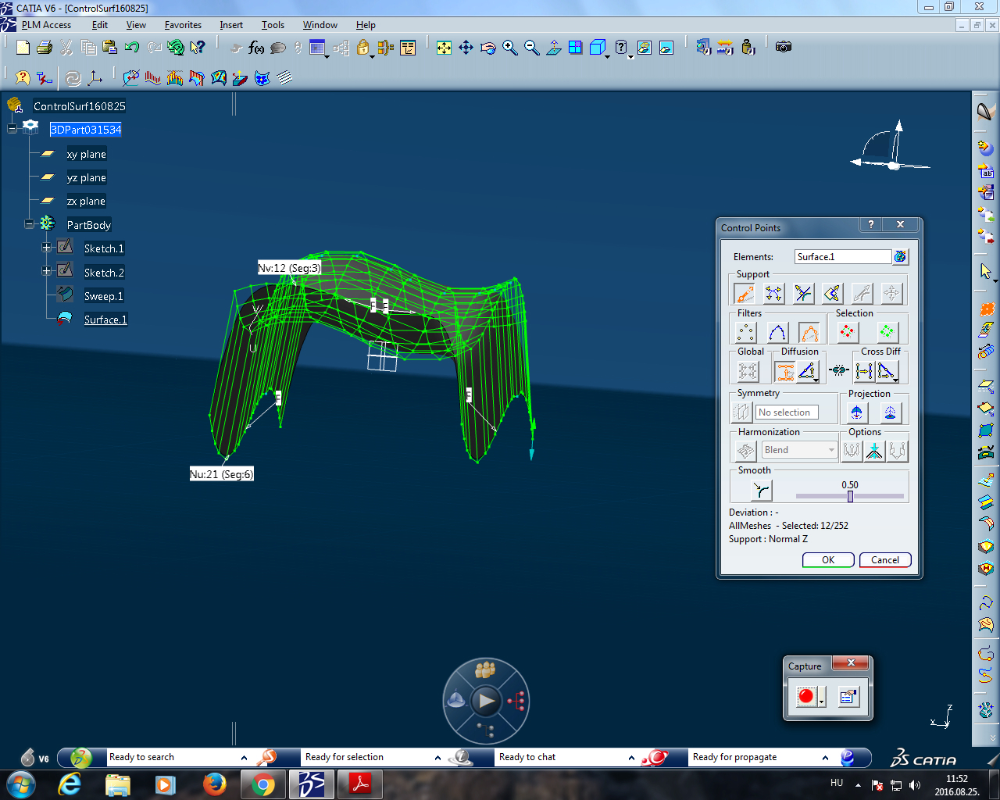 CATIA V6 - [ControlSurf160825]
PLM Access Edit View Favorites Insert Tools Window Help
ControlSurf160825
3DPart031534
xy plane
yz plane
zx plane
PartBody
Sketch.1
Sketch.2
Sweep.1
Surface.1
Nv:12 (Seg:3)
F F
V
U
F F
Nu:21 (Seg:6)
Control Points
Elements: Surface.1
Support
Filters Selection
Global Diffusion Cross Diff
Symmetry Projection
No selection
Harmonization Options
Blend
Smooth
0.50
Deviation : -
AllMeshes - Selected: 12/252
Support : Normal Z
OK Cancel
Capture
z
x
V6 Ready to search Ready for selection Ready to chat Ready for propagate CATIA
HU 11:52
2016.08.25.